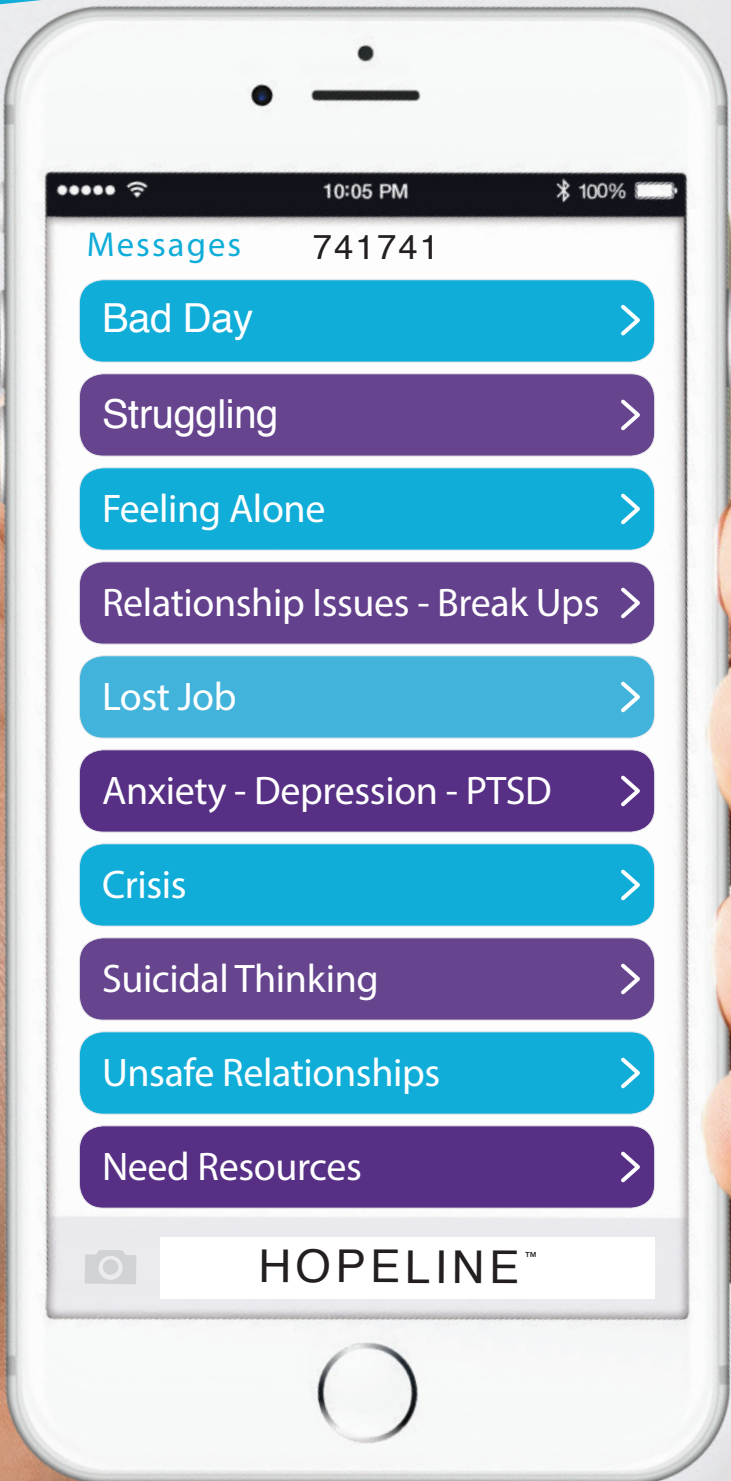 10:05 PM 100%
Messages 741741
Bad Day
Struggling
Feeling Alone
Relationship Issues - Break Ups
Lost Job
Anxiety - Depression - PTSD
Crisis
Suicidal Thinking
Unsafe Relationships
Need Resources
HOPELINE™